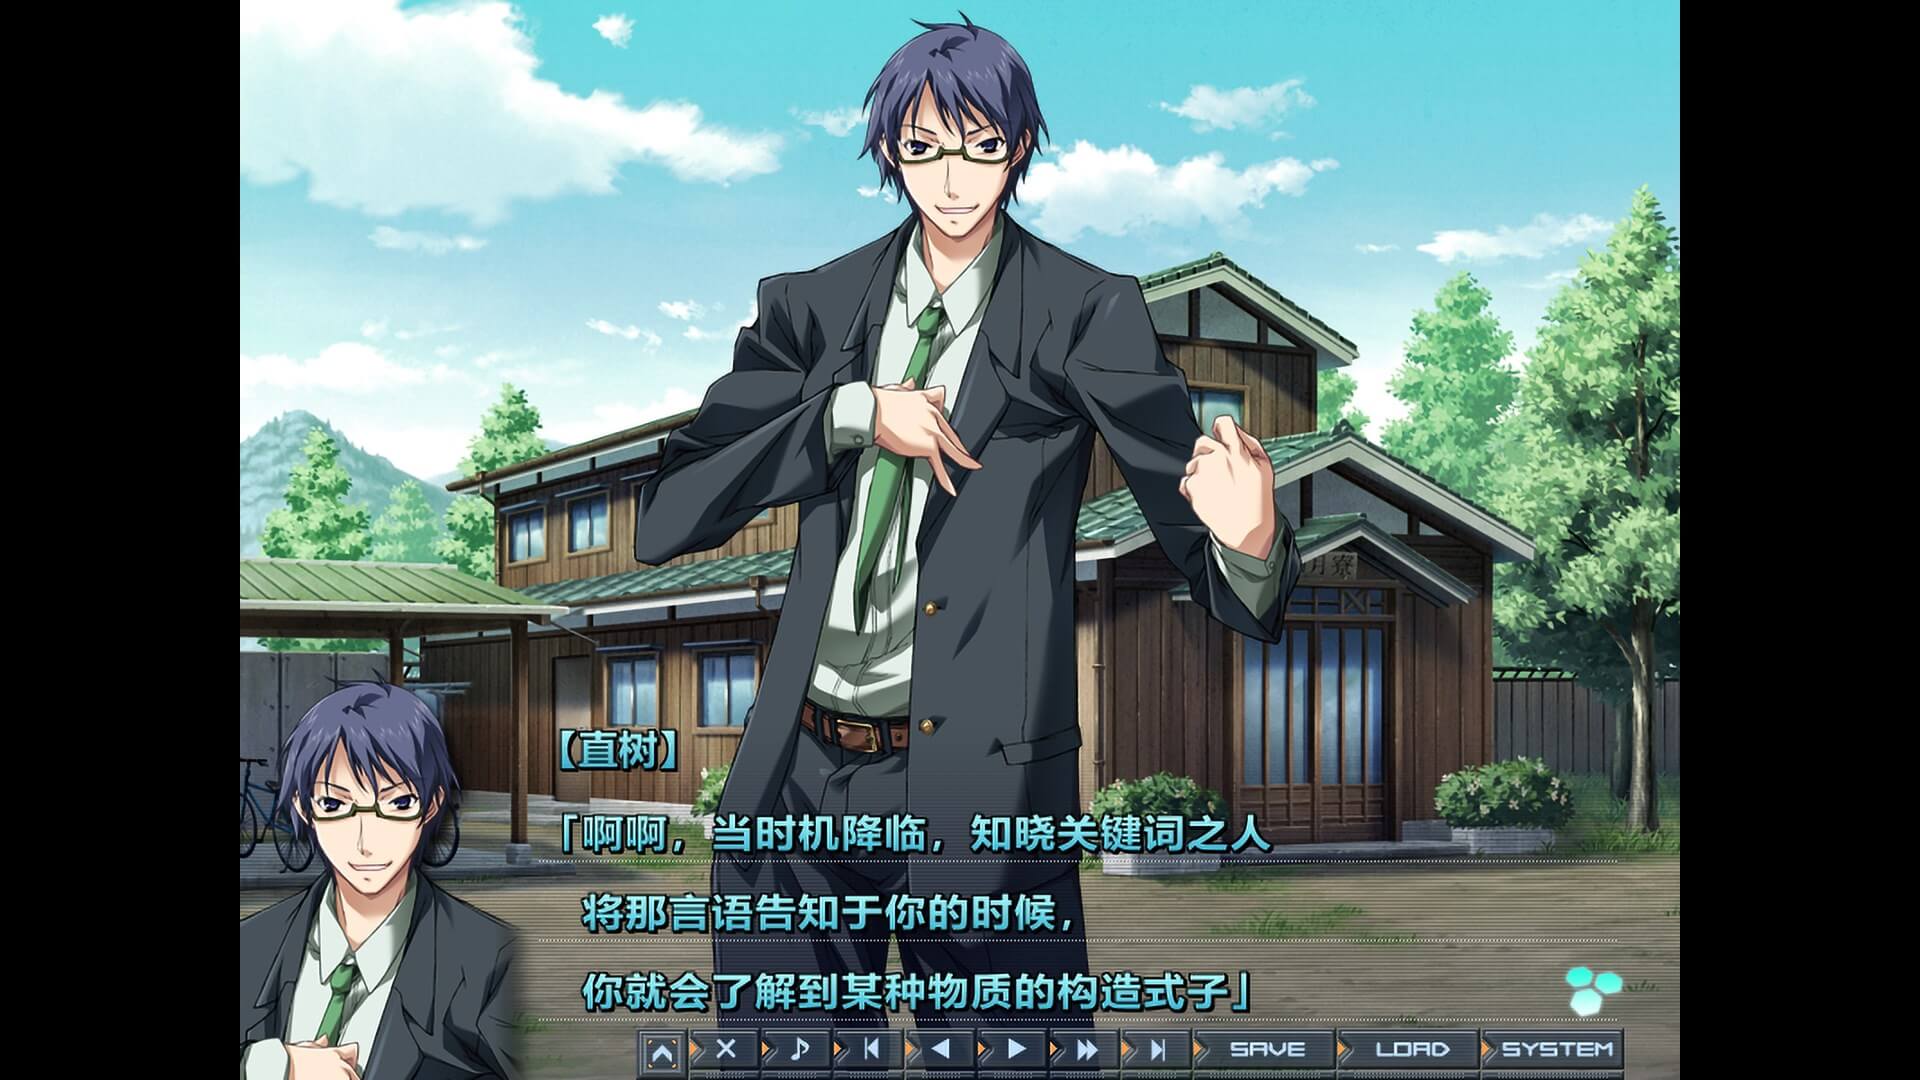 月寮
【直树】
「啊啊，当时机降临，知晓关键词之人
将那言语告知于你的时候，
你就会了解到某种物质的构造式子」
SAVE
LOAD
SYSTEM